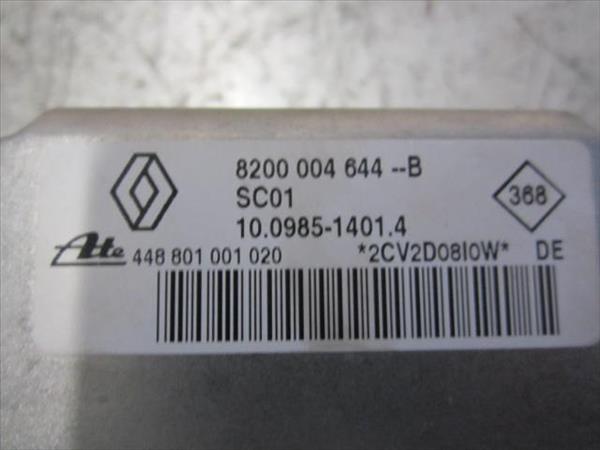 8200 004 644 --B
SC01
368
10.0985-1401.4
Ate 448 801 001 020 *2CV2D08I0W* DE